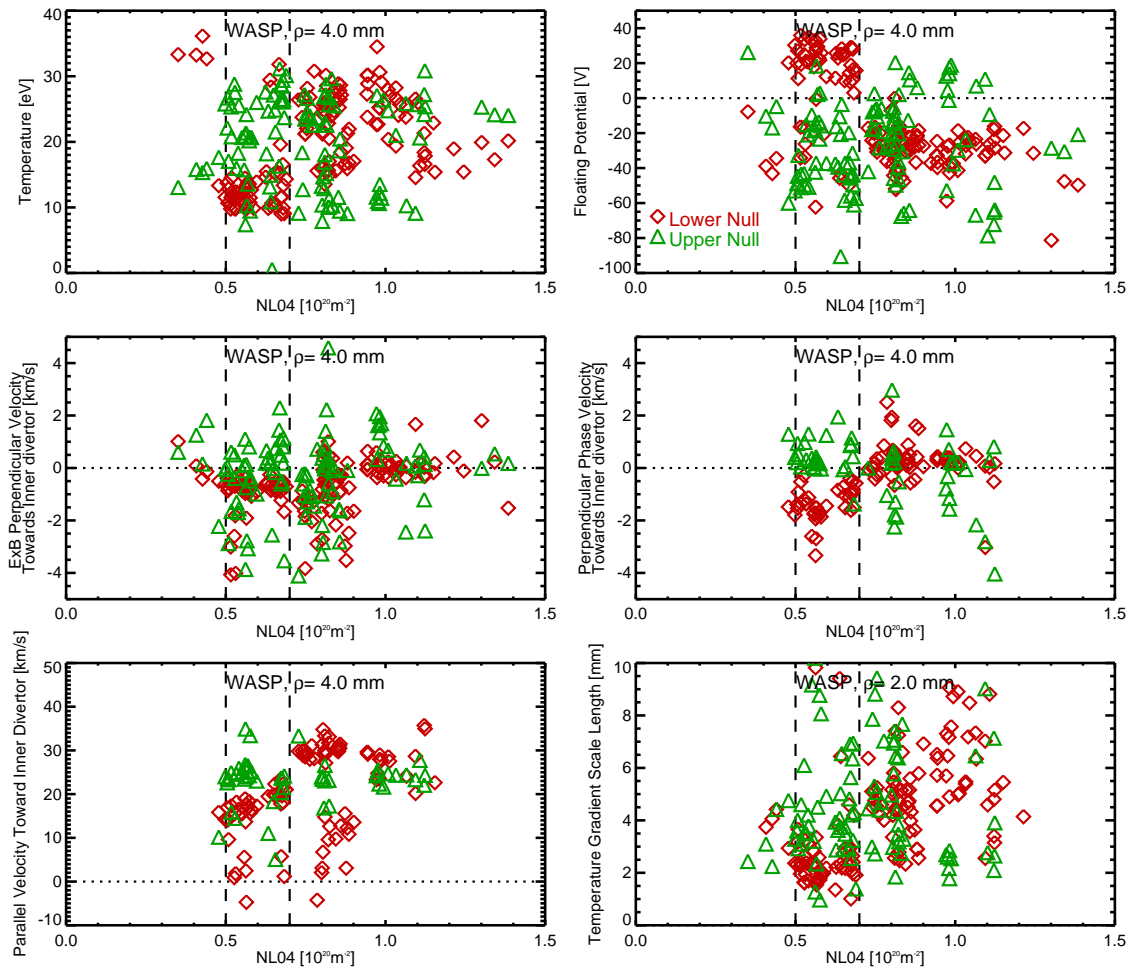 WASP, ρ= 4.0 mm
Temperature [eV]
40
30
20
10
0
0.0 0.5 1.0 1.5
NL04 [10²⁰m⁻²]
WASP, ρ= 4.0 mm
Floating Potential [V]
40
20
0
-20
-40
-60
-80
-100
Lower Null
Upper Null
0.0 0.5 1.0 1.5
NL04 [10²⁰m⁻²]
WASP, ρ= 4.0 mm
ExB Perpendicular Velocity
Towards Inner divertor [km/s]
4
2
0
-2
-4
0.0 0.5 1.0 1.5
NL04 [10²⁰m⁻²]
WASP, ρ= 4.0 mm
Perpendicular Phase Velocity
Towards Inner divertor [km/s]
4
2
0
-2
-4
0.0 0.5 1.0 1.5
NL04 [10²⁰m⁻²]
WASP, ρ= 4.0 mm
Parallel Velocity Toward Inner Divertor [km/s]
50
40
30
20
10
0
-10
0.0 0.5 1.0 1.5
NL04 [10²⁰m⁻²]
WASP, ρ= 2.0 mm
Temperature Gradient Scale Length [mm]
10
8
6
4
2
0
0.0 0.5 1.0 1.5
NL04 [10²⁰m⁻²]